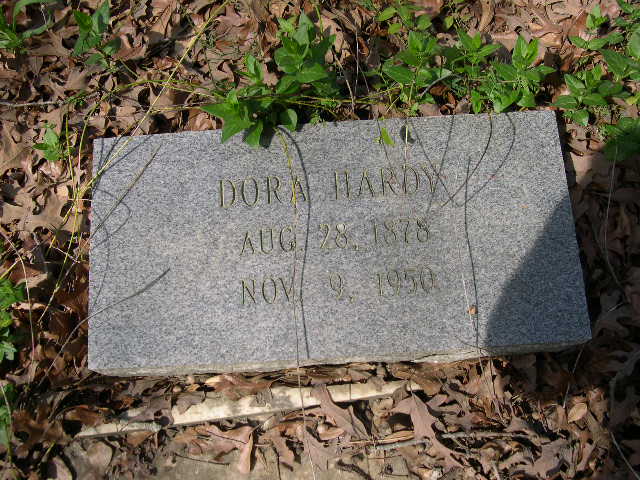 DORA HARDY
AUG. 28, 1878
NOV. 9, 1950